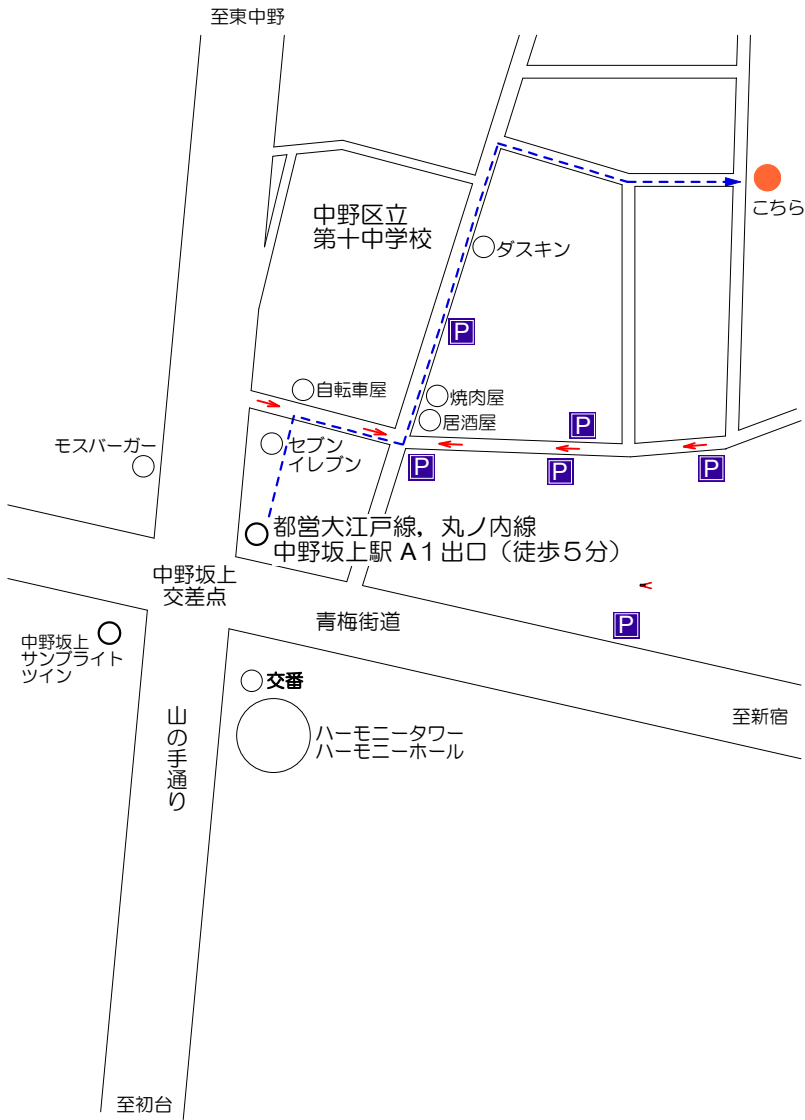 至東中野
中野区立
第十中学校
こちら
ダスキン
P
自転車屋
焼肉屋
居酒屋
P
モスバーガー
セブン
イレブン
P
P
P
都営大江戸線，丸ノ内線
中野坂上駅 A1出口（徒歩５分）
中野坂上
交差点
青梅街道
P
中野坂上
サンブライト
ツイン
交番
山の手通り
ハーモニータワー
ハーモニーホール
至新宿
至初台